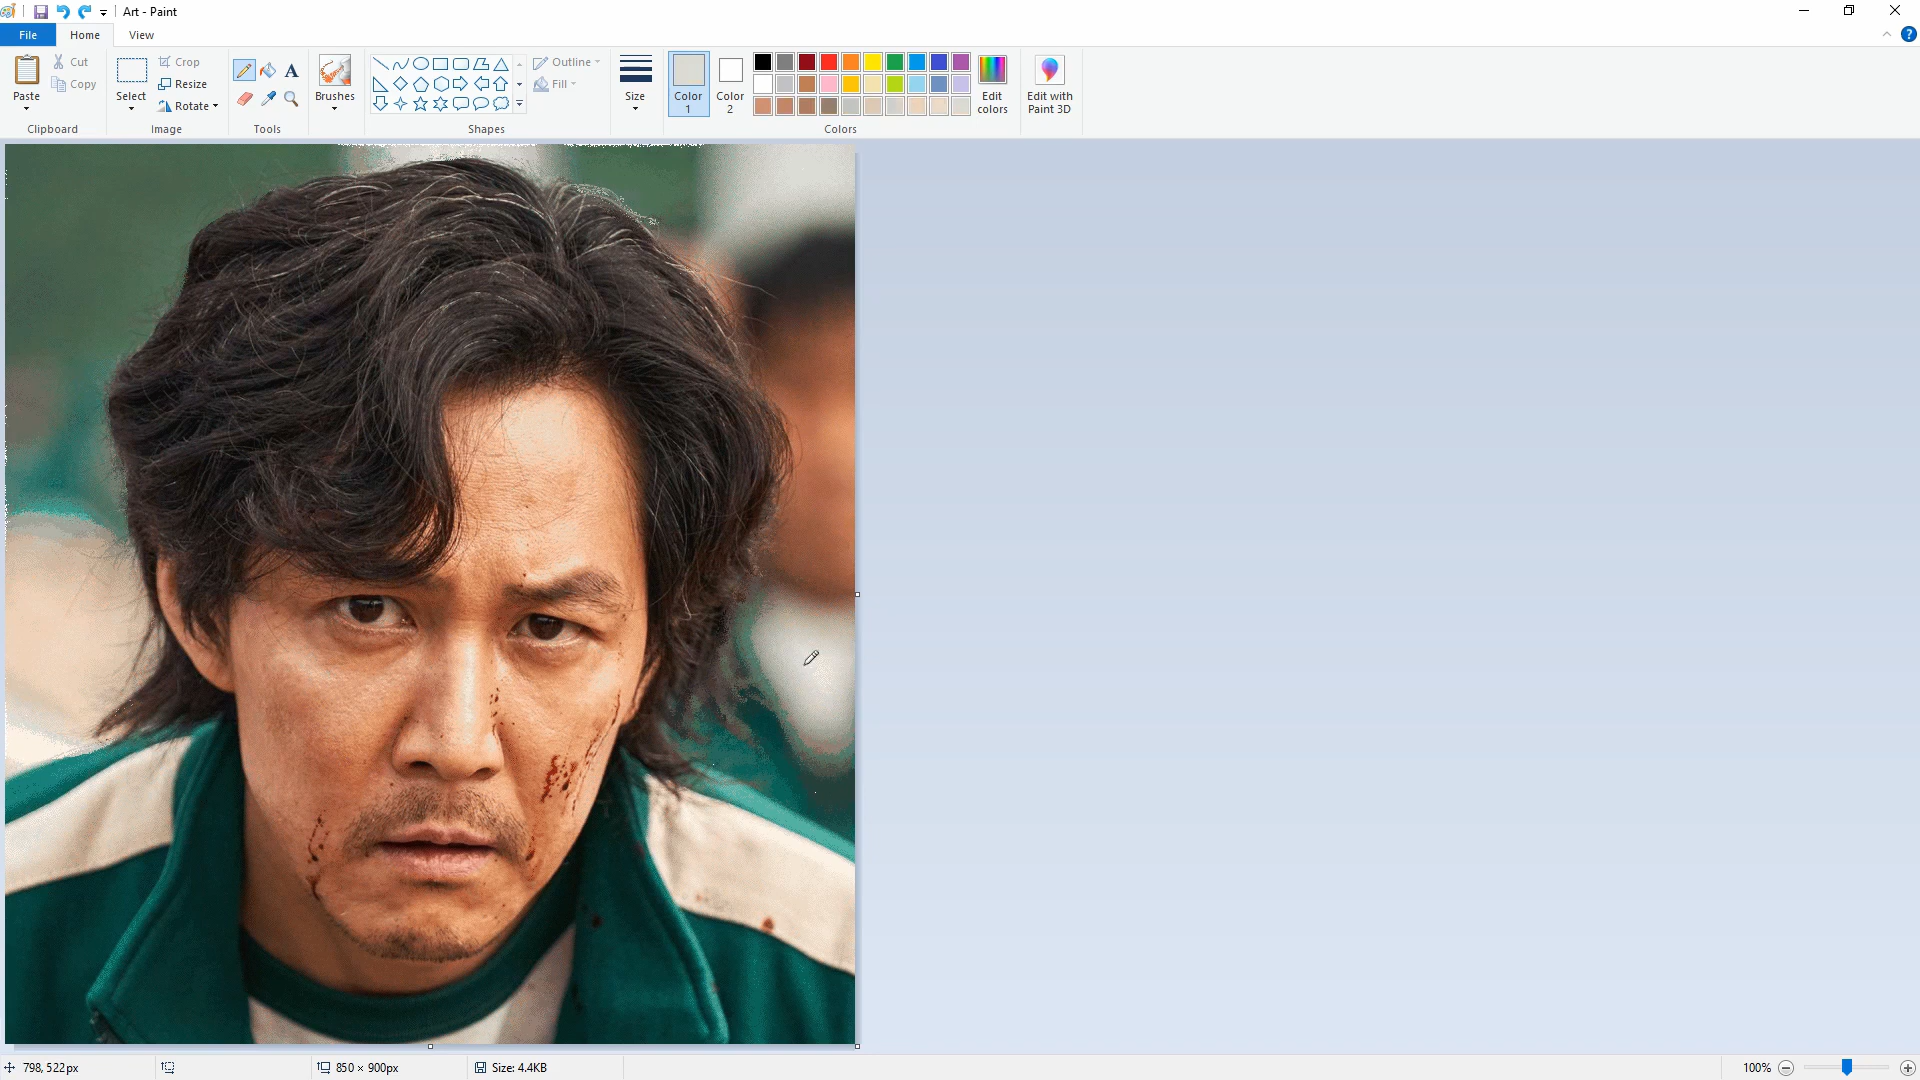 Art - Paint
File Home View
Paste Cut Copy
Clipboard
Select Crop Resize Rotate
Image
A
Tools
Brushes
Outline Fill
Shapes
Size
Color 1
Color 2
Edit colors
Colors
Edit with Paint 3D
?
798, 522px
850 × 900px
Size: 4.4KB
100%